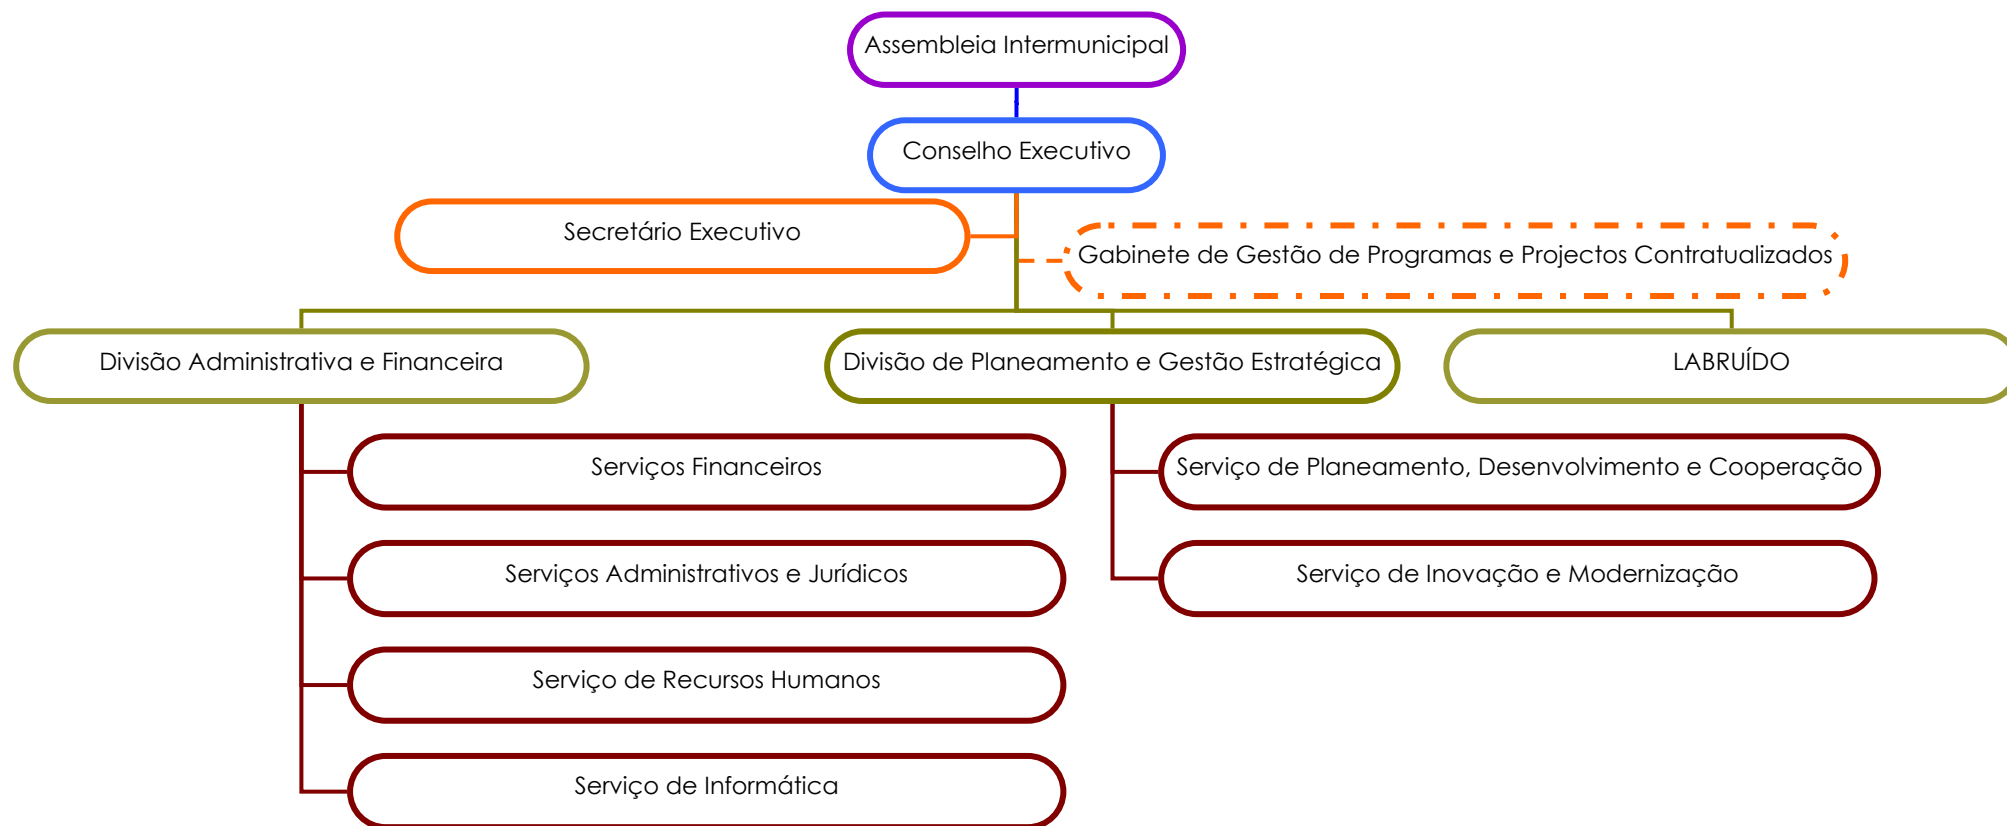 Assembleia Intermunicipal
Conselho Executivo
Secretário Executivo
Gabinete de Gestão de Programas e Projectos Contratualizados
Divisão Administrativa e Financeira
Divisão de Planeamento e Gestão Estratégica
LABRUÍDO
Serviços Financeiros
Serviço de Planeamento, Desenvolvimento e Cooperação
Serviços Administrativos e Jurídicos
Serviço de Inovação e Modernização
Serviço de Recursos Humanos
Serviço de Informática